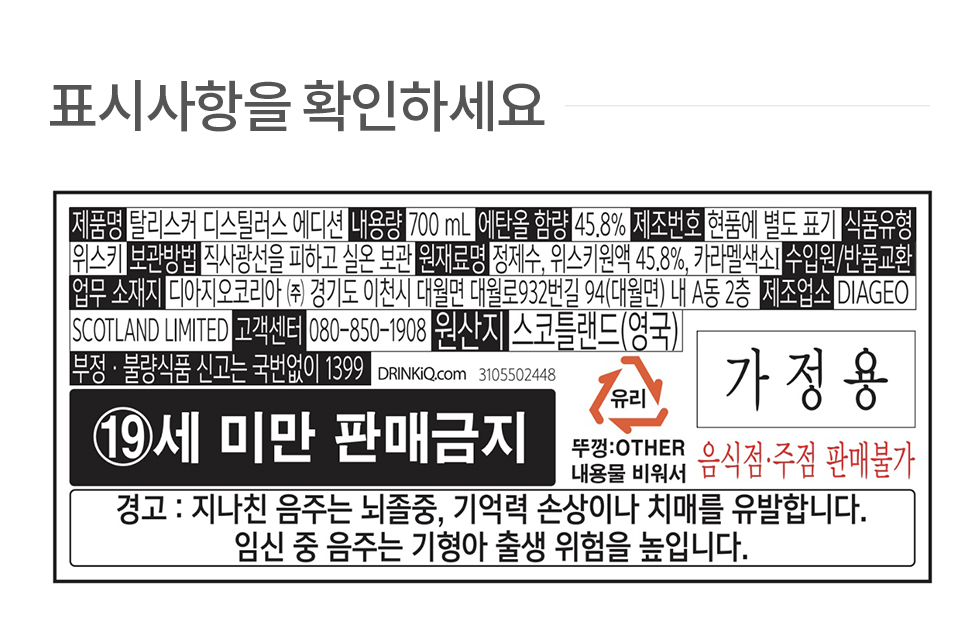 표시사항을 확인하세요
제품명 탈리스커 디스틸러스 에디션 내용량 700 mL 에탄올 함량 45.8% 제조번호 현품에 별도 표기 식품유형
위스키 보관방법 직사광선을 피하고 실온 보관 원재료명 정제수, 위스키원액 45.8%, 카라멜색소I 수입원/반품교환
업무 소재지 디아지오코리아 ㈜ 경기도 이천시 대월면 대월로932번길 94(대월면) 내 A동 2층 제조업소 DIAGEO
SCOTLAND LIMITED 고객센터 080-850-1908 원산지 스코틀랜드(영국)
부정 · 불량식품 신고는 국번없이 1399 DRINKiQ.com 3105502448
유리
가정용
⑲세 미만 판매금지
뚜껑:OTHER
내용물 비워서
음식점·주점 판매불가
경고 : 지나친 음주는 뇌졸중, 기억력 손상이나 치매를 유발합니다.
임신 중 음주는 기형아 출생 위험을 높입니다.